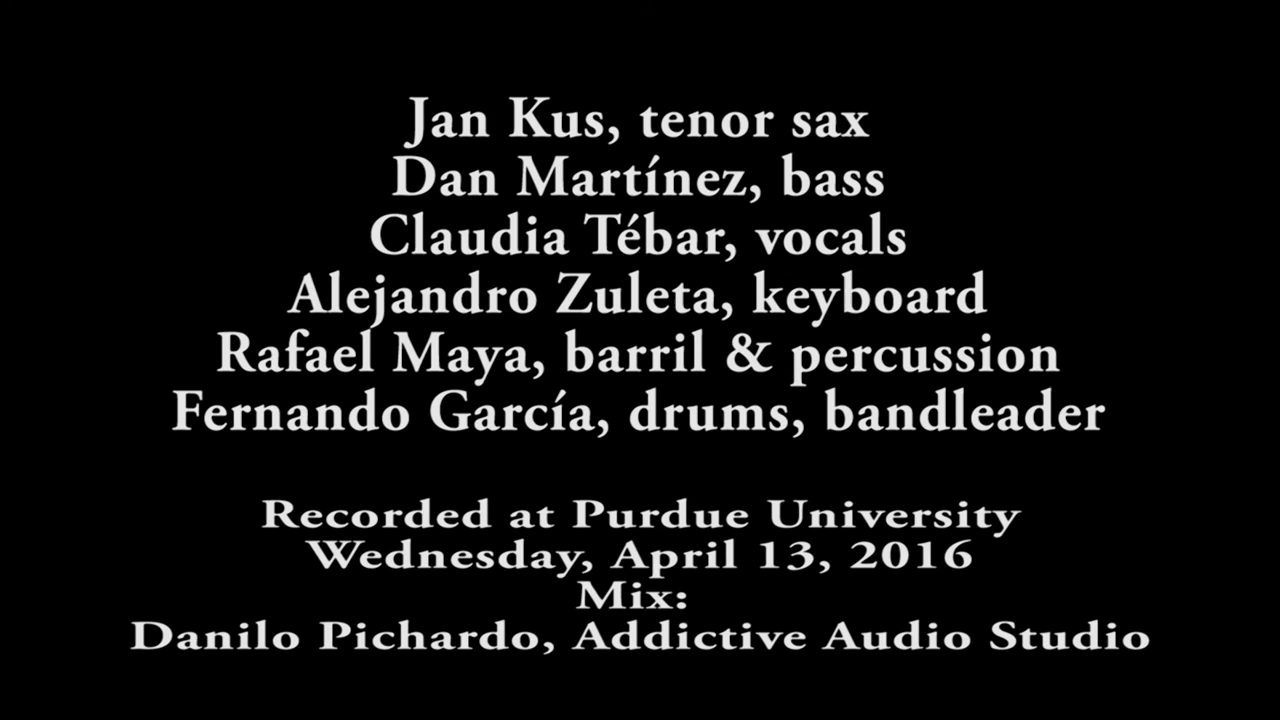 Jan Kus, tenor sax
Dan Martínez, bass
Claudia Tébar, vocals
Alejandro Zuleta, keyboard
Rafael Maya, barril & percussion
Fernando García, drums, bandleader
Recorded at Purdue University
Wednesday, April 13, 2016
Mix:
Danilo Pichardo, Addictive Audio Studio